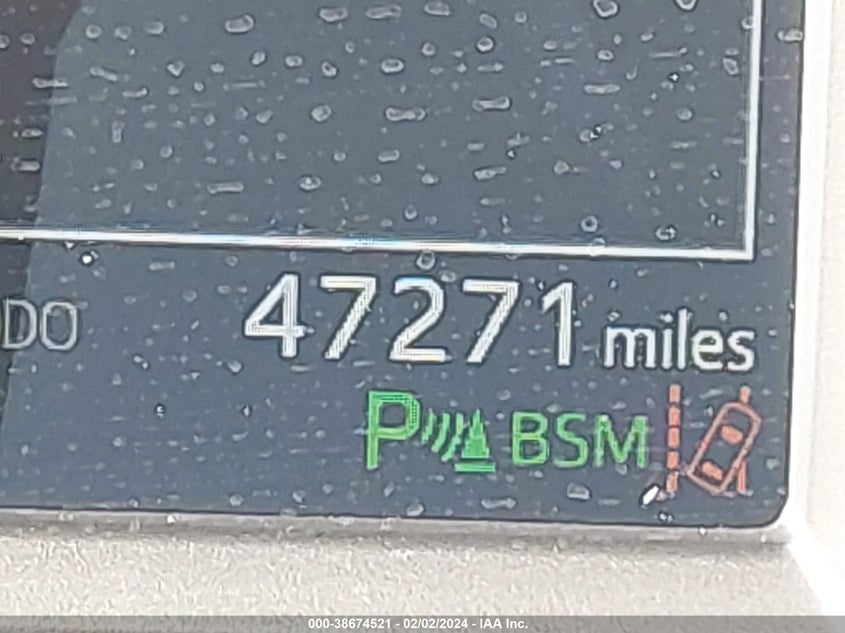 DO 47271 miles
P BSM
000-38674521 - 02/02/2024 - IAA Inc.